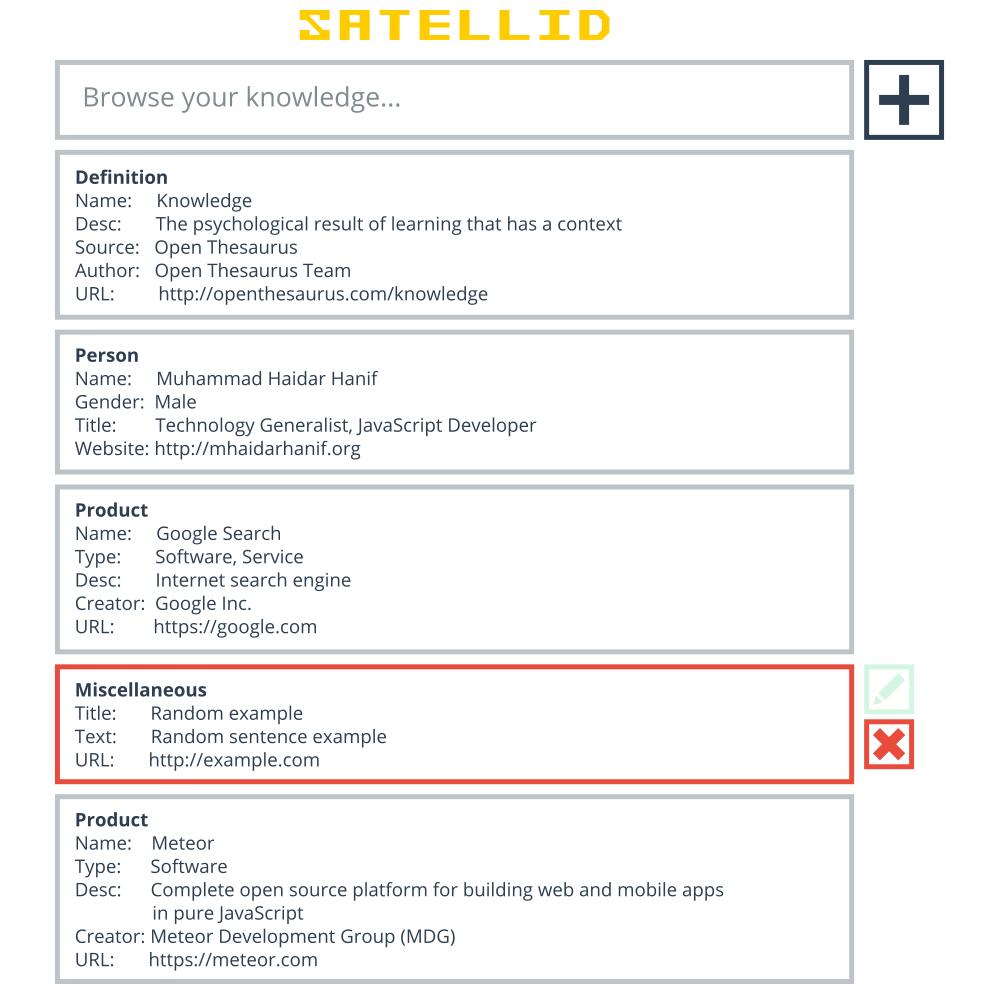 SATELLID
Browse your knowledge...
Definition
Name: Knowledge
Desc: The psychological result of learning that has a context
Source: Open Thesaurus
Author: Open Thesaurus Team
URL: http://openthesaurus.com/knowledge
Person
Name: Muhammad Haidar Hanif
Gender: Male
Title: Technology Generalist, JavaScript Developer
Website: http://mhaidarhanif.org
Product
Name: Google Search
Type: Software, Service
Desc: Internet search engine
Creator: Google Inc.
URL: https://google.com
Miscellaneous
Title: Random example
Text: Random sentence example
URL: http://example.com
Product
Name: Meteor
Type: Software
Desc: Complete open source platform for building web and mobile apps
in pure JavaScript
Creator: Meteor Development Group (MDG)
URL: https://meteor.com